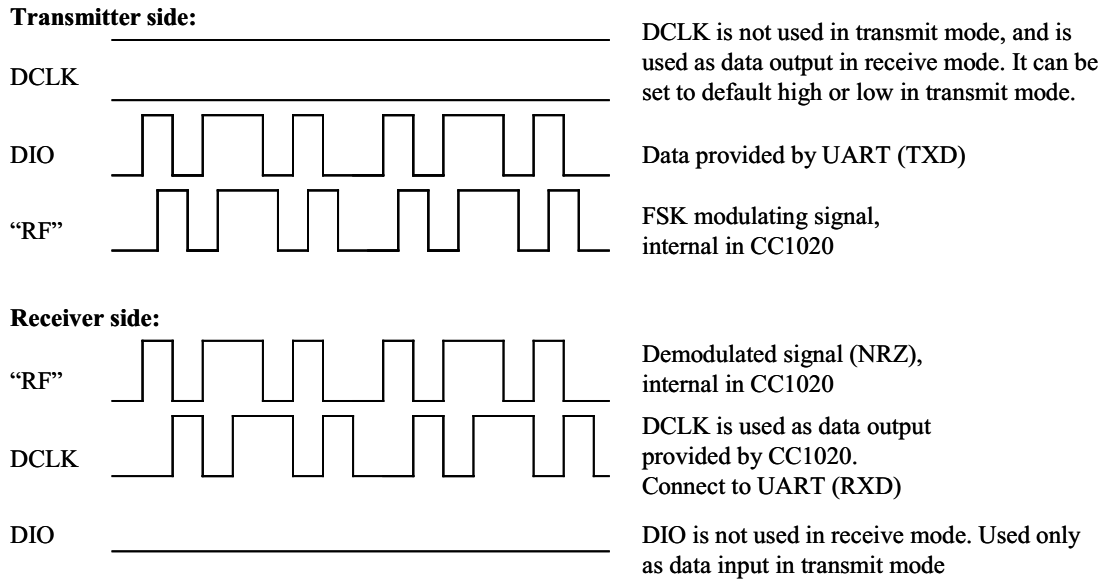 Transmitter side:
DCLK is not used in transmit mode, and is
used as data output in receive mode. It can be
set to default high or low in transmit mode.
DCLK
DIO
Data provided by UART (TXD)
“RF”
FSK modulating signal,
internal in CC1020
Receiver side:
“RF”
Demodulated signal (NRZ),
internal in CC1020
DCLK
DCLK is used as data output
provided by CC1020.
Connect to UART (RXD)
DIO
DIO is not used in receive mode. Used only
as data input in transmit mode